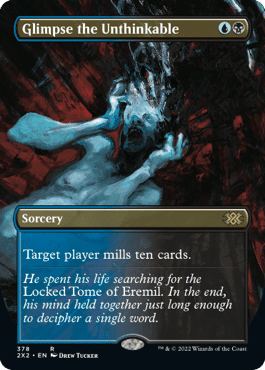 Glimpse the Unthinkable
Sorcery
Target player mills ten cards.
He spent his life searching for the
Locked Tome of Eremil. In the end,
his mind held together just long enough
to decipher a single word.
378 R
2X2 • EN Drew Tucker
™ & © 2022 Wizards of the Coast